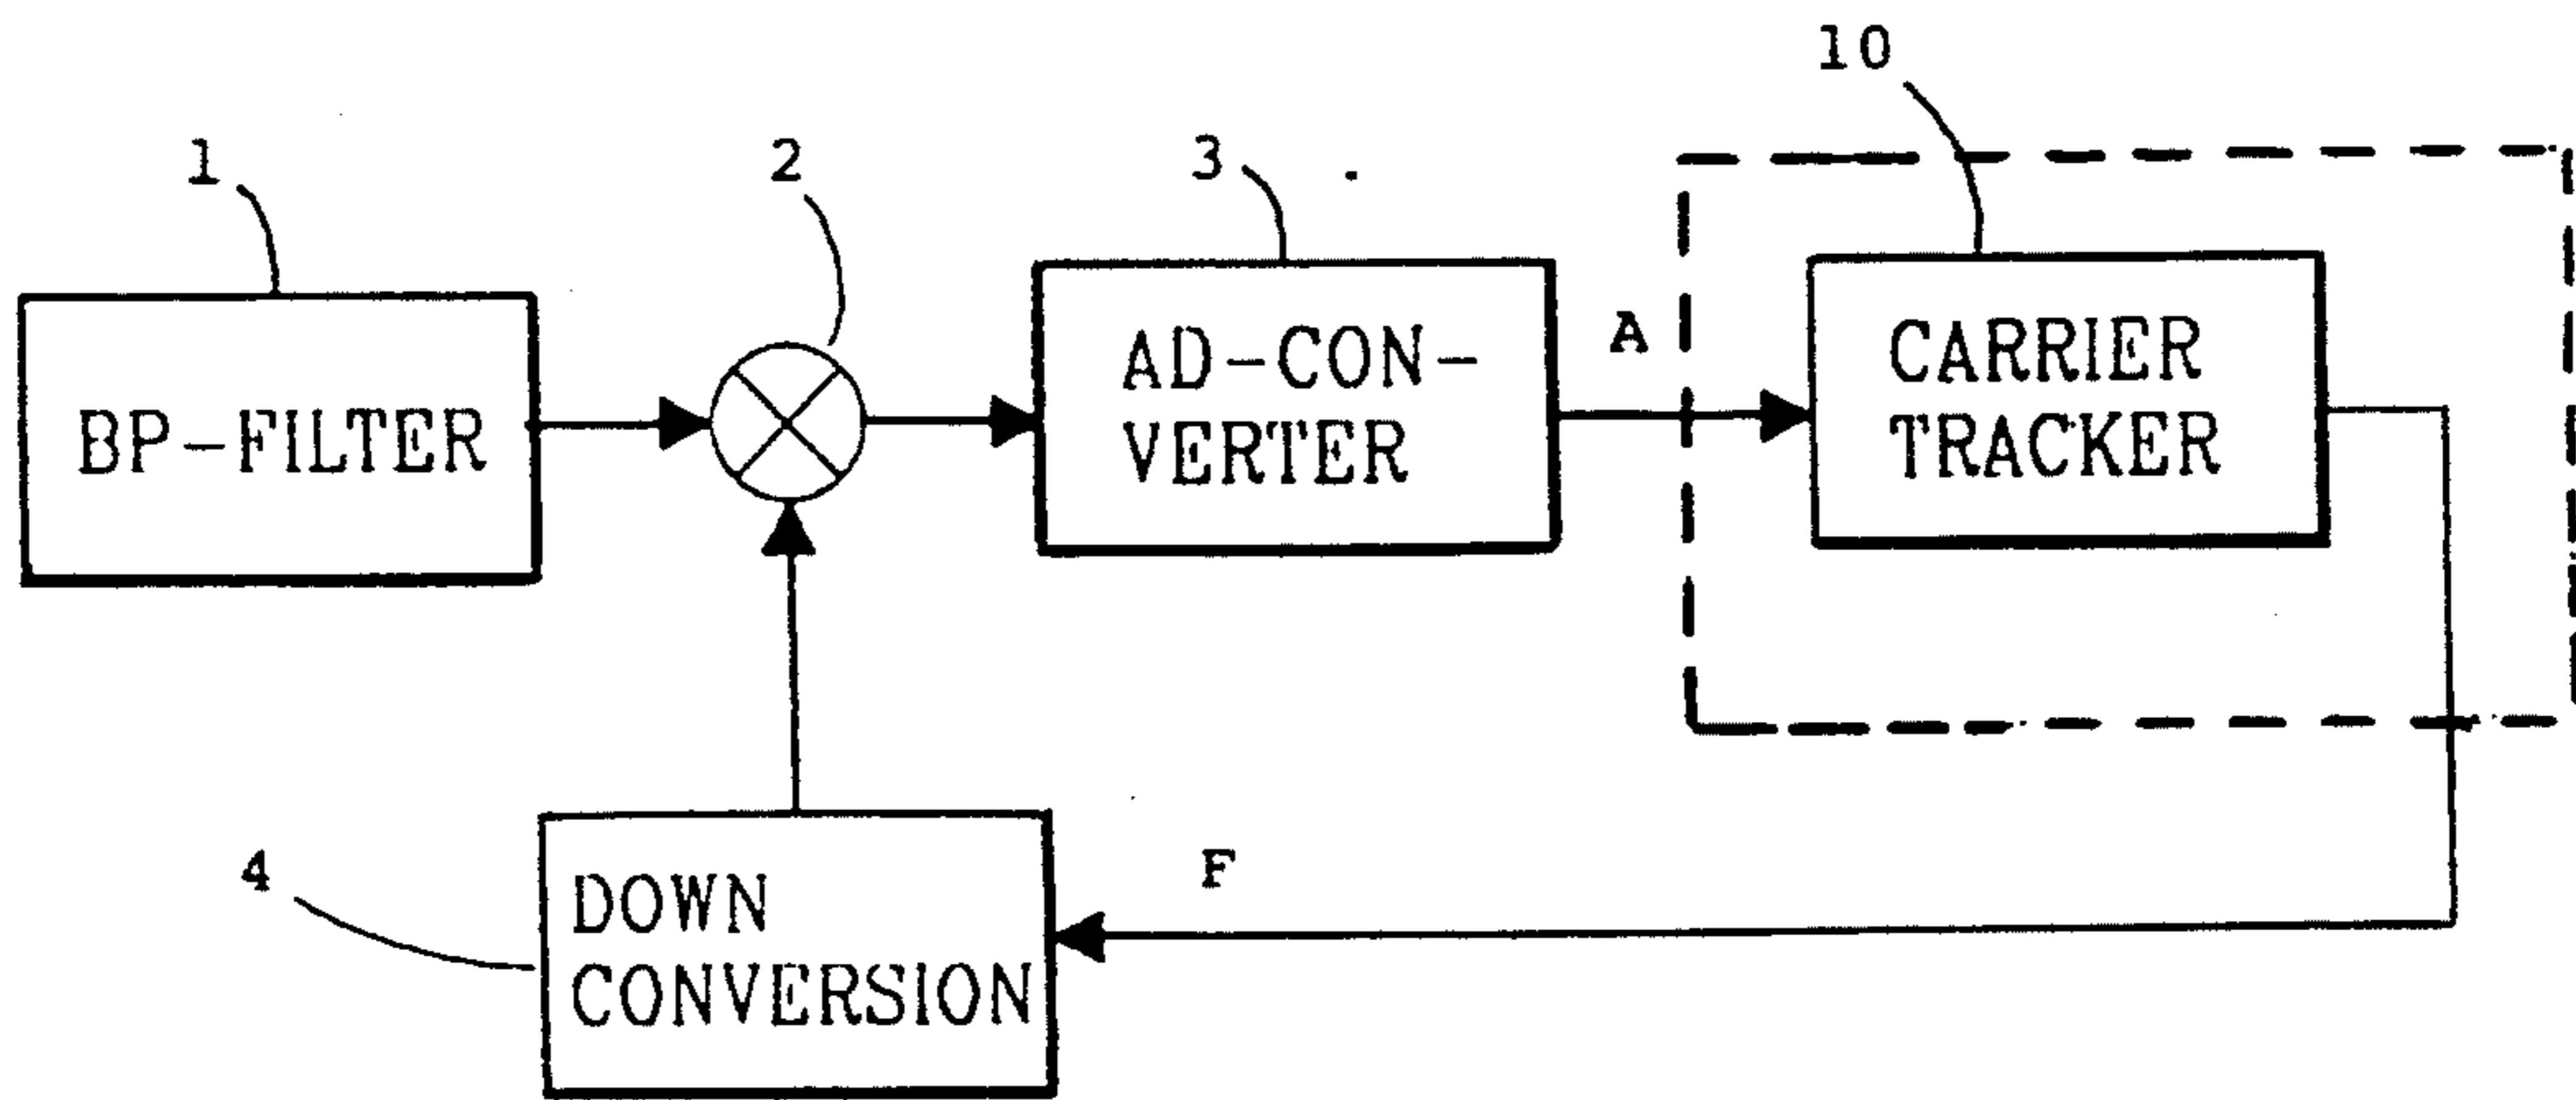 10
1
2
3
BP-FILTER
AD-CON-
VERTER
A
CARRIER
TRACKER
4
DOWN
CONVERSION
F